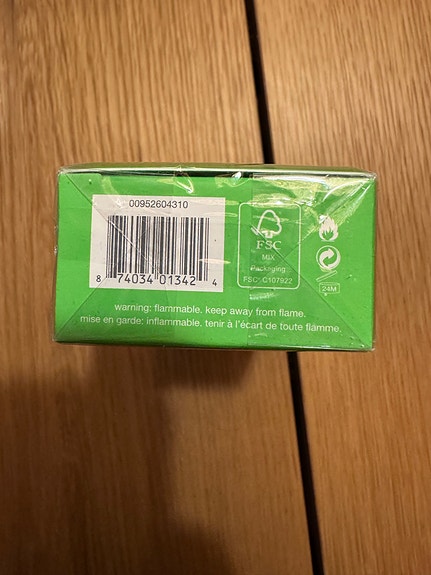 00952604310
8 74034 01342 4
FSC
MIX
Packaging
FSC® C107922
24M
warning: flammable. keep away from flame.
mise en garde: inflammable. tenir à l'écart de toute flamme.